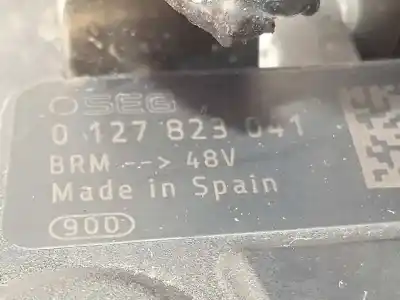 SEG
0 127 823 041
BRM --> 48V
Made in Spain
900